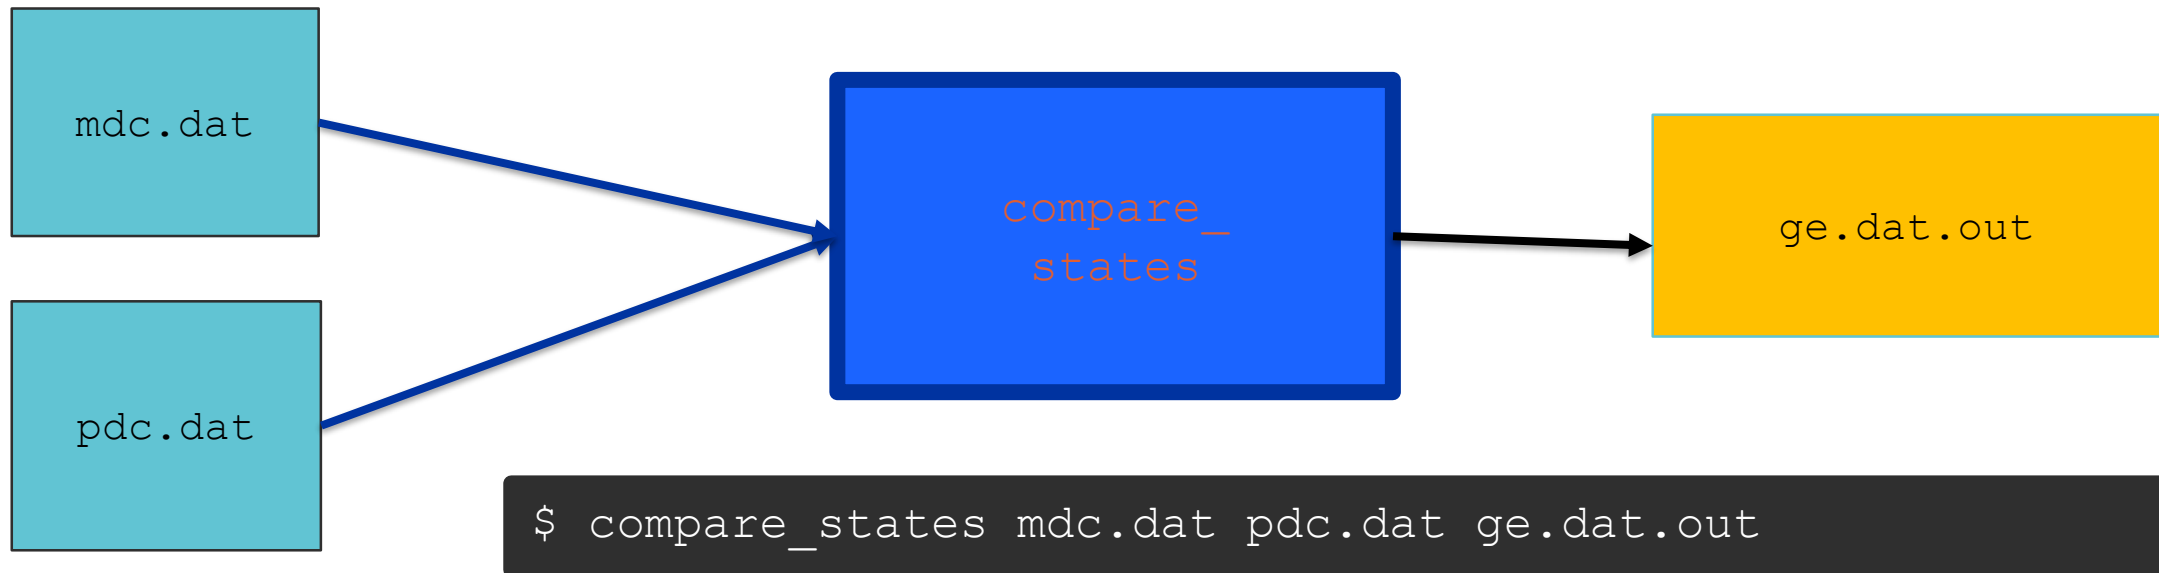 mdc.dat
compare_
states
ge.dat.out
pdc.dat
$ compare_states mdc.dat pdc.dat ge.dat.out